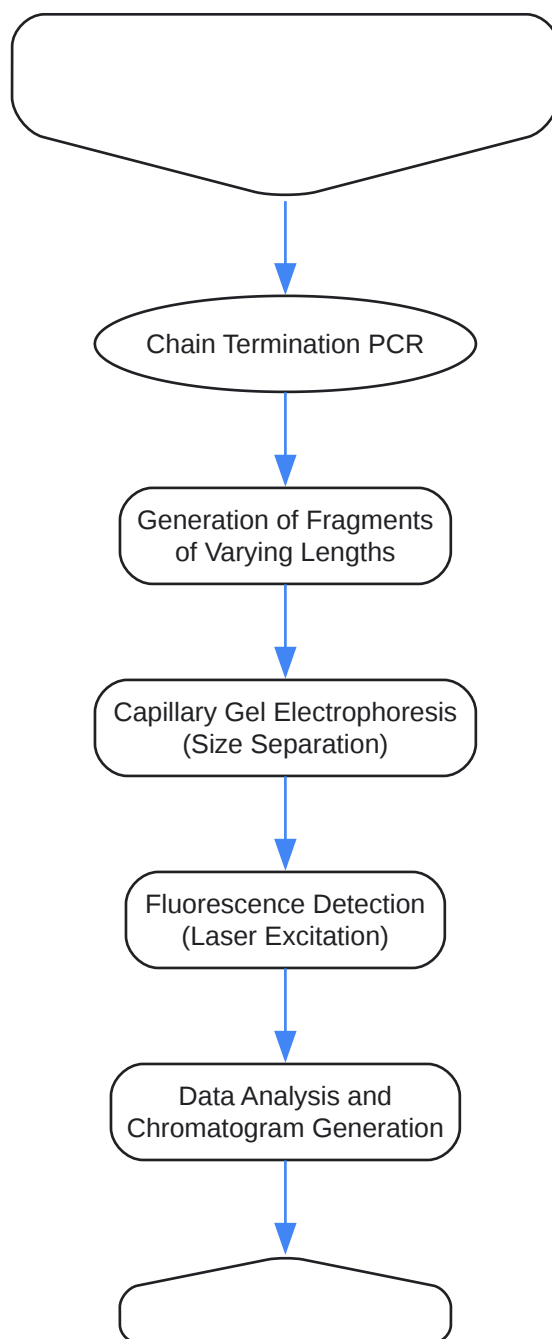 Chain Termination PCR
Generation of Fragments
of Varying Lengths
Capillary Gel Electrophoresis
(Size Separation)
Fluorescence Detection
(Laser Excitation)
Data Analysis and
Chromatogram Generation